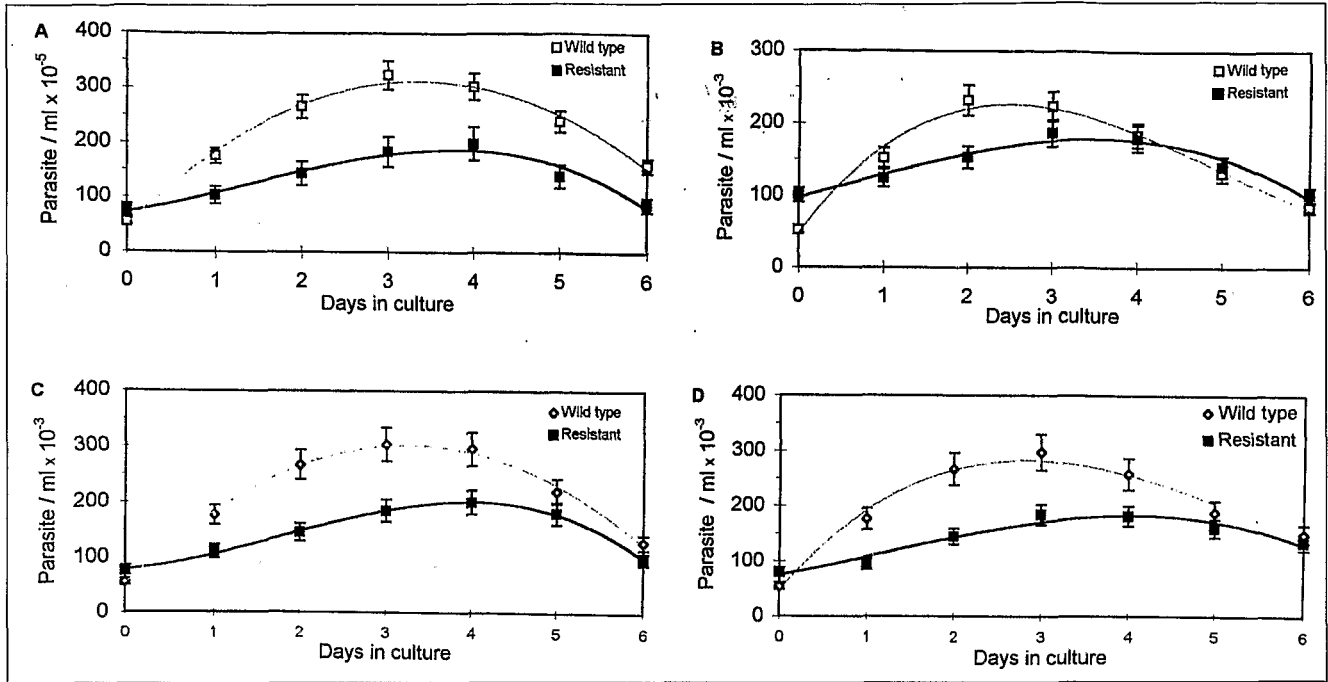 A
400
300
200
100
0
Parasite / ml x 10-5
Wild type
Resistant
0 1 2 3 4 5 6
Days in culture
B
300
200
100
0
Parasite / ml x 10-3
Wild type
Resistant
0 1 2 3 4 5 6
Days in culture
C
400
300
200
100
0
Parasite / ml x 10-3
Wild type
Resistant
0 1 2 3 4 5 6
Days in culture
D
400
300
200
100
0
Parasite / ml x 10-3
Wild type
Resistant
0 1 2 3 4 5 6
Days in culture